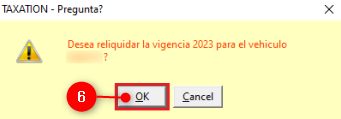 TAXATION - Pregunta?
Desea reliquidar la vigencia 2023 para el vehiculo
?
6
OK
Cancel